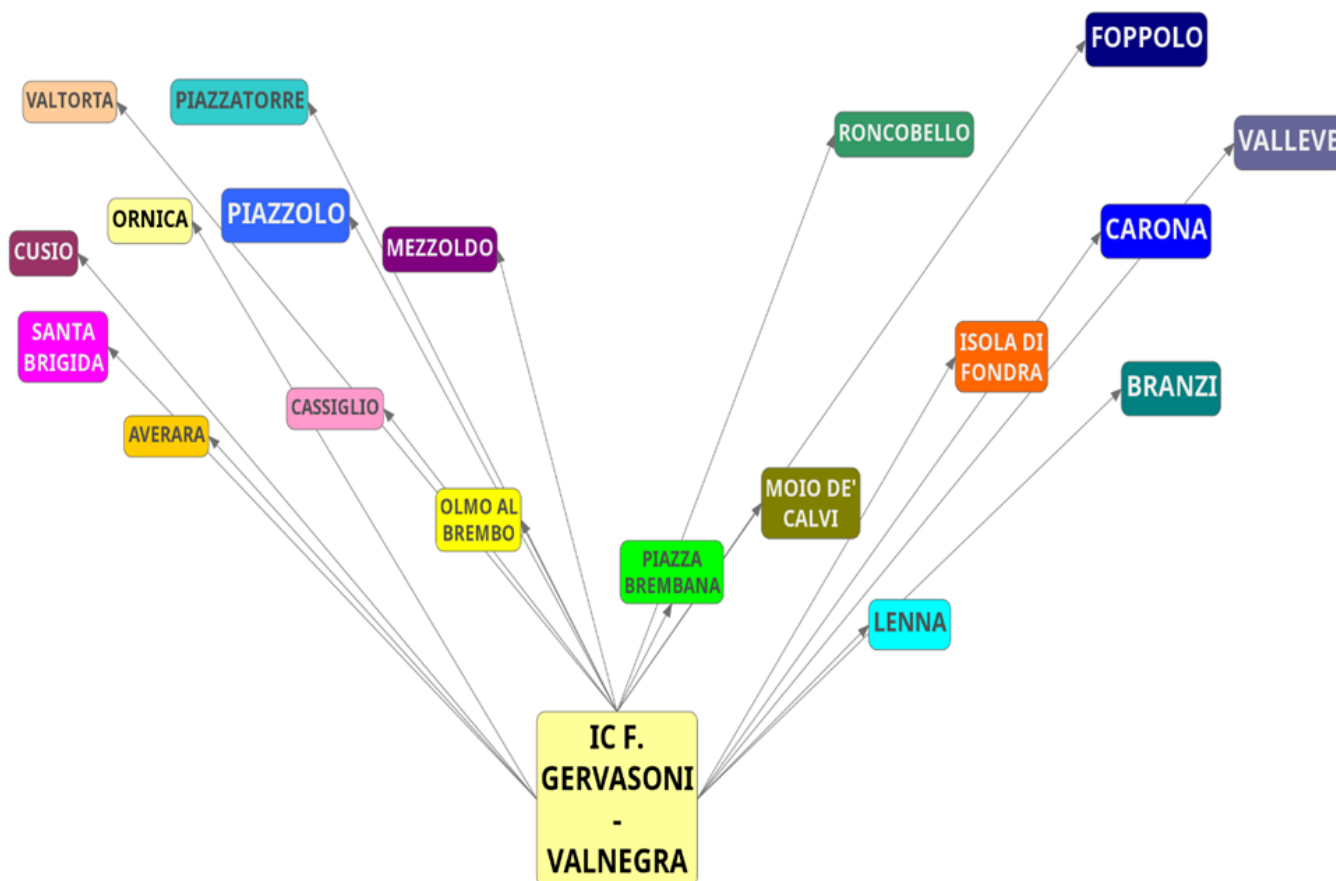 FOPPOLO
VALTORTA
PIAZZATORRE
RONCOBELLO
VALLEVE
ORNICA
PIAZZOLO
CARONA
CUSIO
MEZZOLDO
SANTA
BRIGIDA
ISOLA DI
FONDRA
BRANZI
CASSIGLIO
AVERARA
OLMO AL
BREMBO
MOIO DE'
CALVI
PIAZZA
BREMBANA
LENNA
IC F.
GERVASONI
-
VALNEGRA